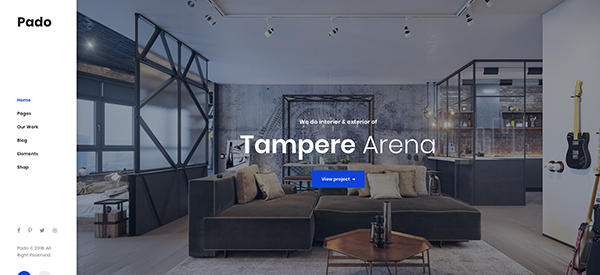 Pado
Home
Pages
Our Work
Blog
Elements
Shop
Pado © 2018 All
Right Reserved.
We do interior & exterior of
Tampere Arena
View project